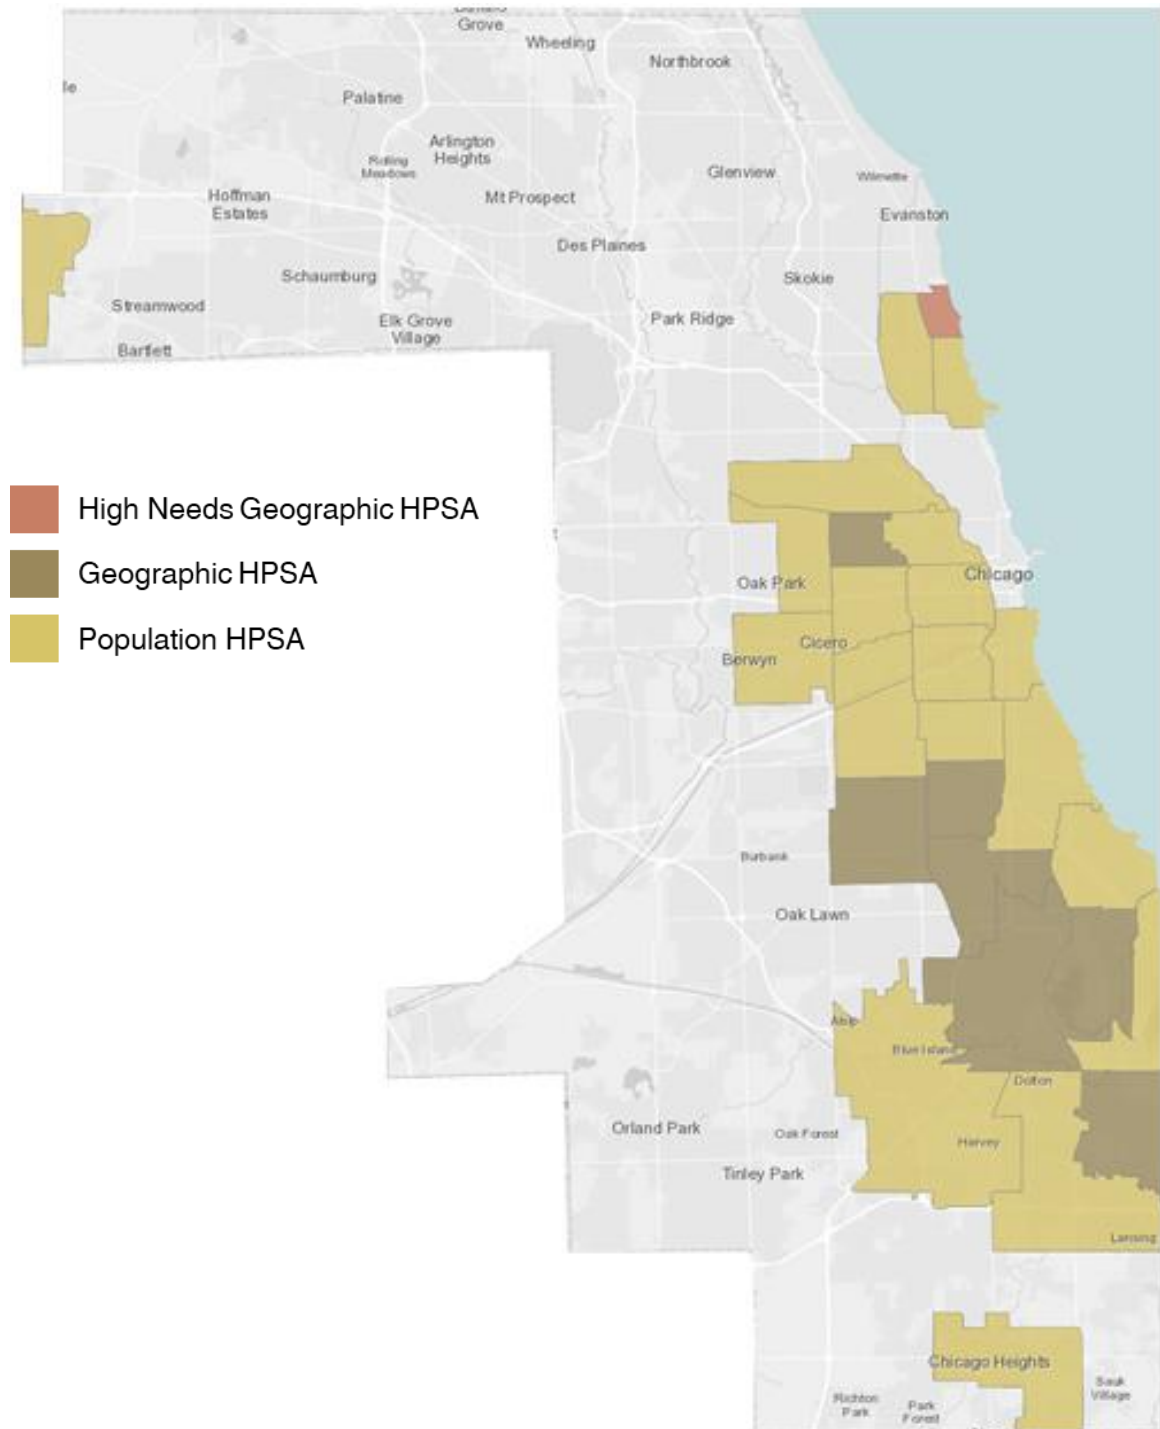 Grove
Wheeling
Northbrook
le
Palatine
Arlington
Heights
Rolling
Meadows
Glenview
Wilmette
Hoffman
Estates
Mt Prospect
Evanston
Des Plaines
Schaumburg
Skokie
Streamwood
Elk Grove
Village
Park Ridge
Bartlett
High Needs Geographic HPSA
Geographic HPSA
Population HPSA
Oak Park
Chicago
Cicero
Berwyn
Burbank
Oak Lawn
Alsip
Blue Island
Dolton
Orland Park
Oak Forest
Harvey
Tinley Park
Lansing
Chicago Heights
Sauk
Village
Richton
Park
Park
Forest